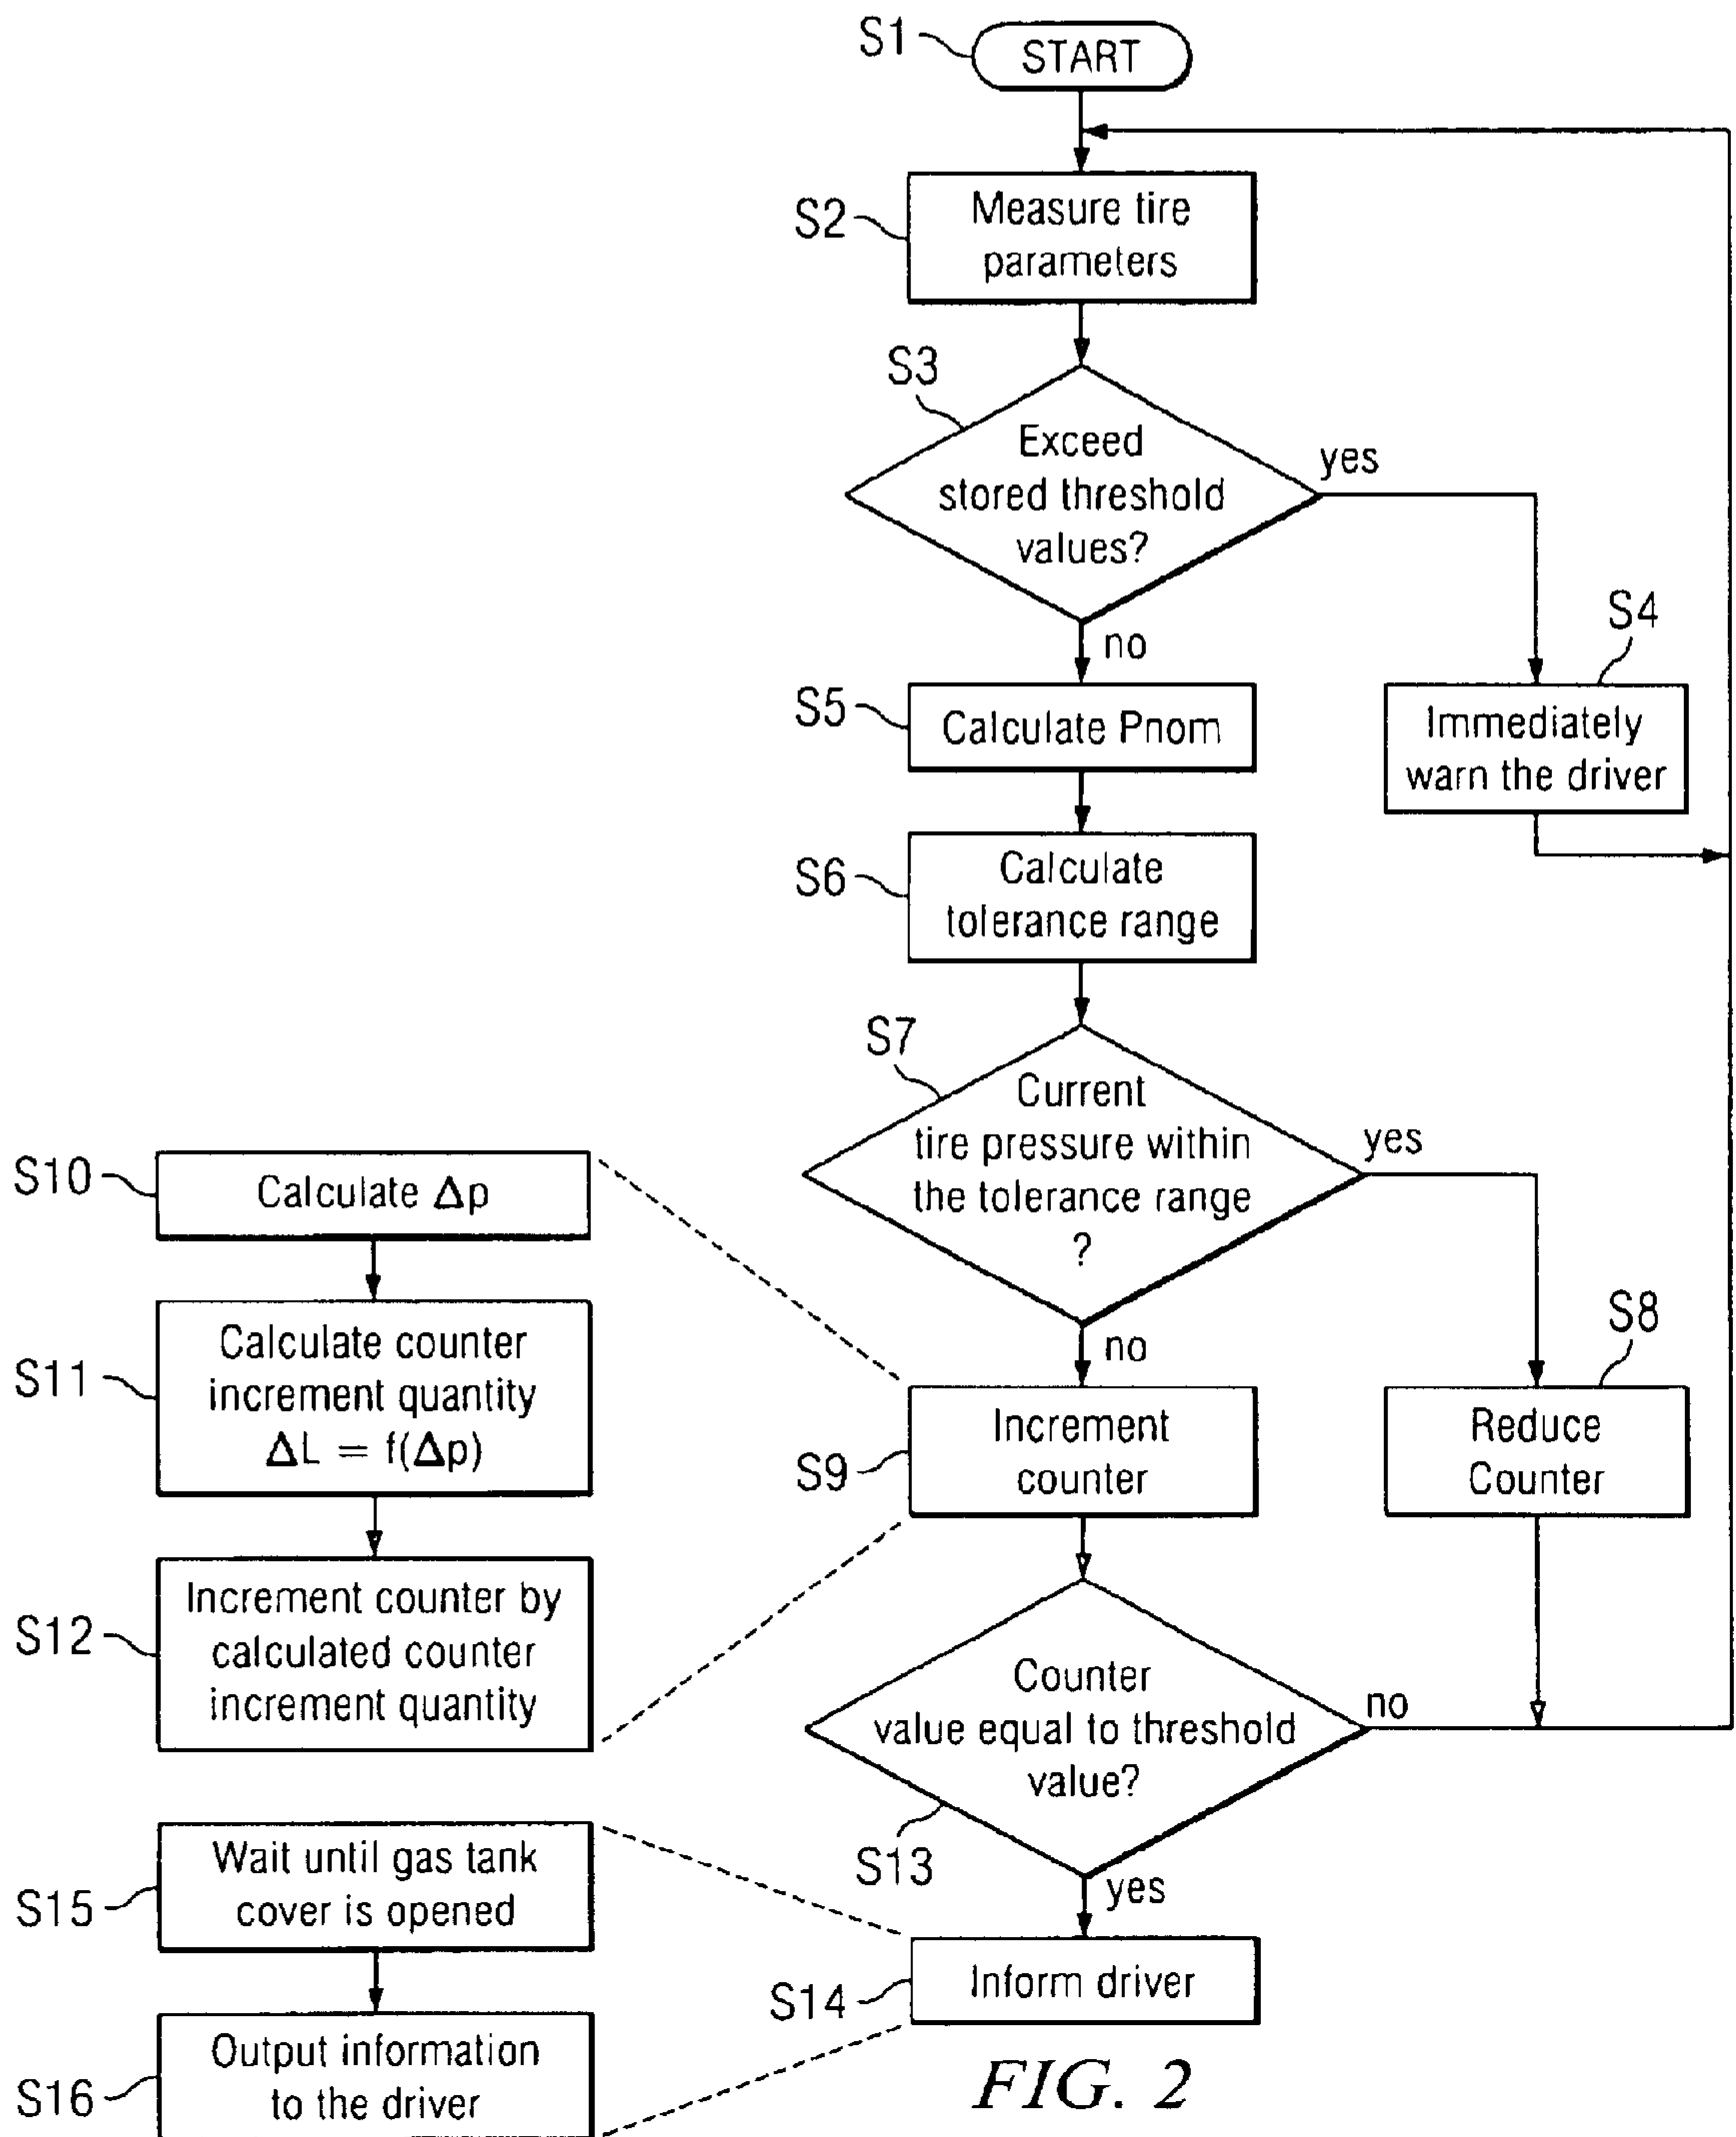 S1
START
S2
Measure tire
parameters
S3
Exceed
stored threshold
values?
yes
no
S4
Immediately
warn the driver
S5
Calculate Pnom
S6
Calculate
tolerance range
S7
Current
tire pressure within
the tolerance range
?
yes
no
S8
Reduce
Counter
S9
Increment
counter
S10
Calculate Δp
S11
Calculate counter
increment quantity
ΔL = f(Δp)
S12
Increment counter by
calculated counter
increment quantity
S13
Counter
value equal to threshold
value?
no
yes
S14
Inform driver
S15
Wait until gas tank
cover is opened
S16
Output information
to the driver
FIG. 2